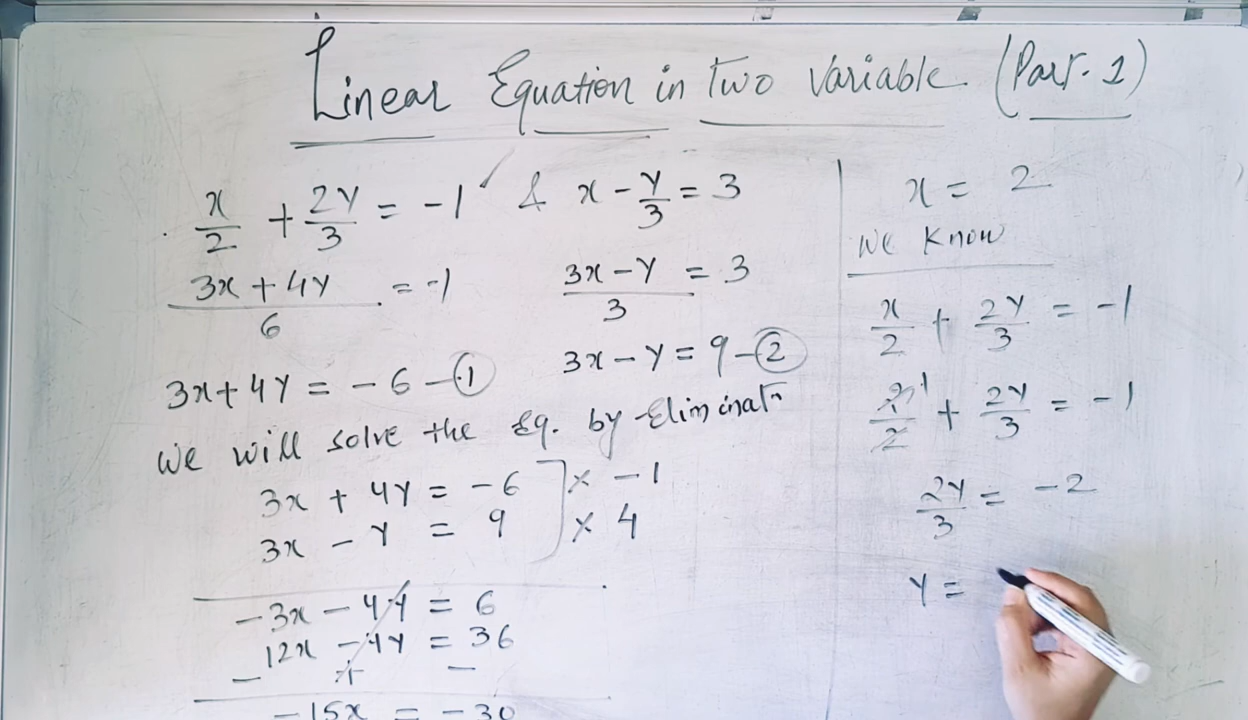 Linear Equation in Two Variable. (Part-1)
x/2 + 2y/3 = -1 & x - y/3 = 3
3x + 4y / 6 = -1
3x - y / 3 = 3
3x + 4y = -6 - ①
3x - y = 9 - ②
We will solve the Eq. by Eliminatn
3x + 4y = -6 ] × -1
3x - y = 9 ] × 4
-3x - 4y = 6
12x - 4y = 36
- + -
-15x = -30
x = 2
We Know
x/2 + 2y/3 = -1
2/2 1 + 2y/3 = -1
2y/3 = -2
y =